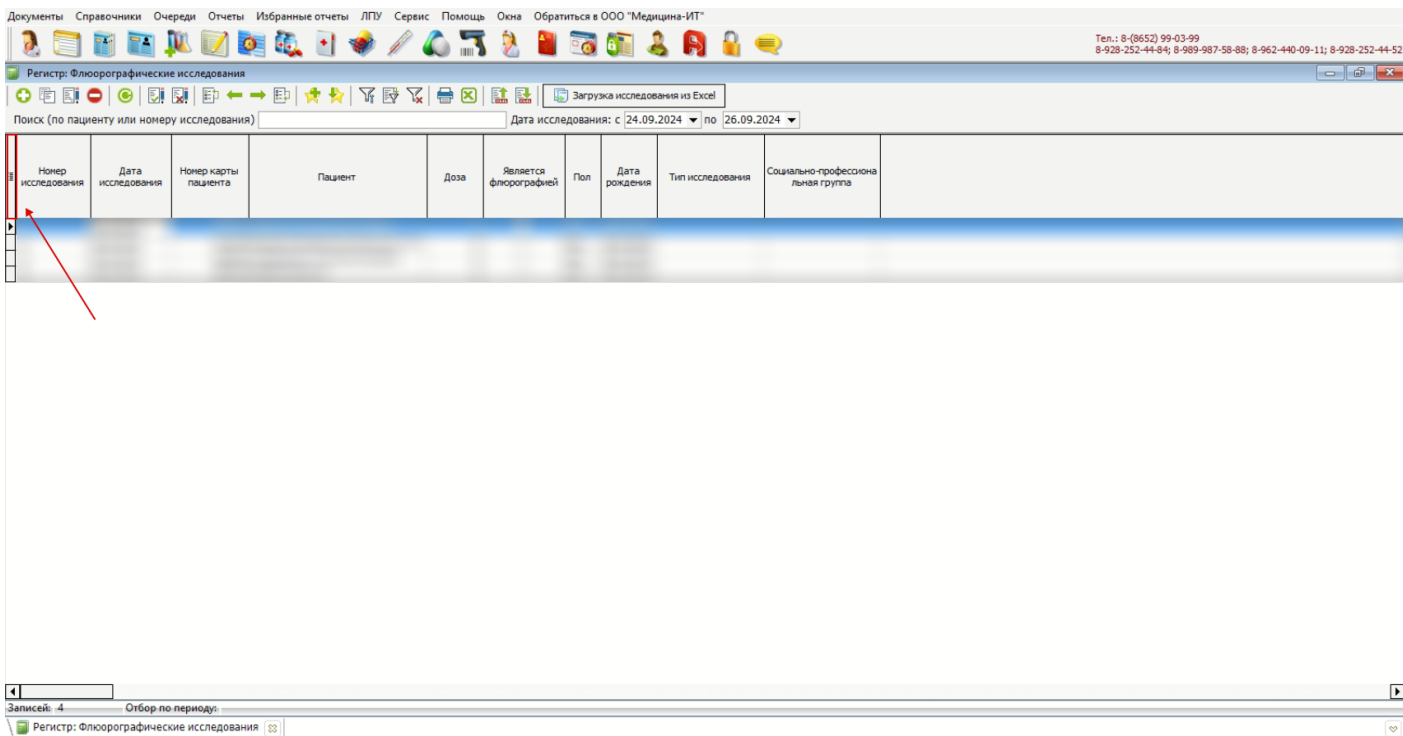 Документы Справочники Очереди Отчеты Избранные отчеты ЛПУ Сервис Помощь Окна Обратиться в ООО "Медицина-ИТ"
Тел.: 8-(8652) 99-03-99
8-928-252-44-84; 8-989-987-58-88; 8-962-440-09-11; 8-928-252-44-52
Регистр: Флюорографические исследования
Загрузка исследования из Excel
Поиск (по пациенту или номеру исследования) Дата исследования: с 24.09.2024 по 26.09.2024
Номер исследования
Дата исследования
Номер карты пациента
Пациент
Доза
Является флюрографией
Пол
Дата рождения
Тип исследования
Социально-профессиона
льная группа
Записей: 4 Отбор по периоду:
Регистр: Флюорографические исследования